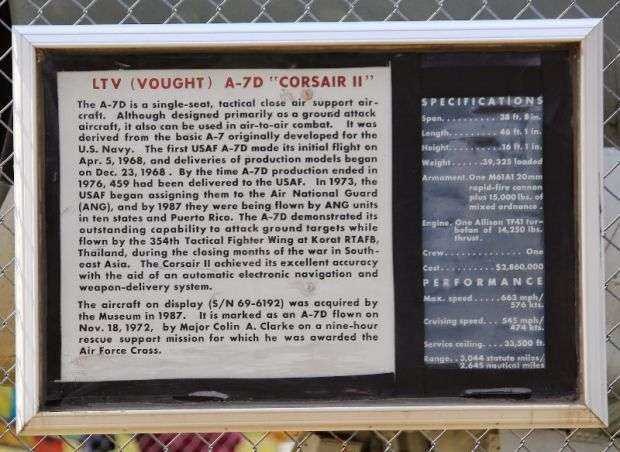 LTV (VOUGHT) A-7D "CORSAIR II"
The A-7D is a single-seat, tactical close air support air-
craft. Although designed primarily as a ground attack
aircraft, it also can be used in air-to-air combat. It was
derived from the basic A-7 originally developed for the
U.S. Navy. The first USAF A-7D made its initial flight on
Apr. 5, 1968, and deliveries of production models began
on Dec. 23, 1968. By the time A-7D production ended in
1976, 459 had been delivered to the USAF. In 1973, the
USAF began assigning them to the Air National Guard
(ANG), and by 1987 they were being flown by ANG units
in ten states and Puerto Rico. The A-7D demonstrated its
outstanding capability to attack ground targets while
flown by the 354th Tactical Fighter Wing at Korat RTAFB,
Thailand, during the closing months of the war in South-
east Asia. The Corsair II achieved its excellent accuracy
with the aid of an automatic electronic navigation and
weapon-delivery system.
The aircraft on display (S/N 69-6192) was acquired by
the Museum in 1987. It is marked as an A-7D flown on
Nov. 18, 1972, by Major Colin A. Clarke on a nine-hour
rescue support mission for which he was awarded the
Air Force Cross.
SPECIFICATIONS
Span..........38 ft. 8 in.
Length.........46 ft. 1 in.
Height.........16 ft. 1 in.
Weight......39,325 loaded
Armament. One M61A1 20mm
rapid-fire cannon
plus 15,000 lbs. of
mixed ordnance.
Engine. One Allison TF41 tur-
bofan of 14,250 lbs.
thrust.
Crew..............One
Cost..........$2,860,000
PERFORMANCE
Max. speed.....663 mph/
576 kts.
Cruising speed...545 mph/
474 kts.
Service ceiling....33,500 ft.
Range..3,044 statute miles/
2,645 nautical miles